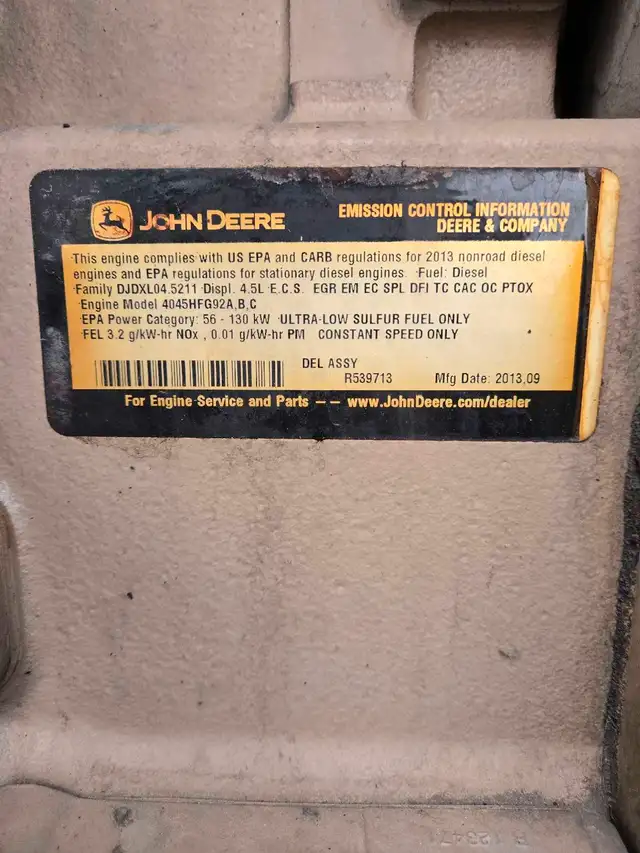 JOHN DEERE
EMISSION CONTROL INFORMATION
DEERE & COMPANY
This engine complies with US EPA and CARB regulations for 2013 nonroad diesel
engines and EPA regulations for stationary diesel engines. Fuel: Diesel
Family DJDXL04.5211 Displ. 4.5L E.C.S. EGR EM EC SPL DFI TC CAC OC PTOX
Engine Model 4045HFG92A,B,C
EPA Power Category: 56 - 130 kW ULTRA-LOW SULFUR FUEL ONLY
FEL 3.2 g/kW-hr NOx , 0.01 g/kW-hr PM CONSTANT SPEED ONLY
DEL ASSY
R539713 Mfg Date: 2013,09
For Engine Service and Parts -- www.JohnDeere.com/dealer